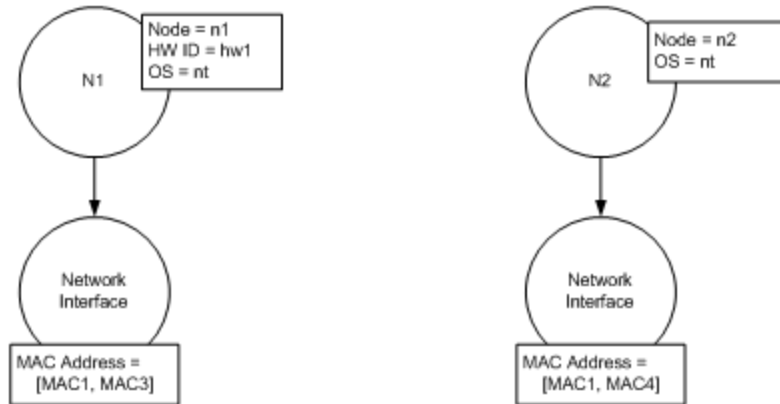 Node = n1
HW ID = hw1
OS = nt
N1
Network
Interface
MAC Address =
[MAC1, MAC3]
Node = n2
OS = nt
N2
Network
Interface
MAC Address =
[MAC1, MAC4]